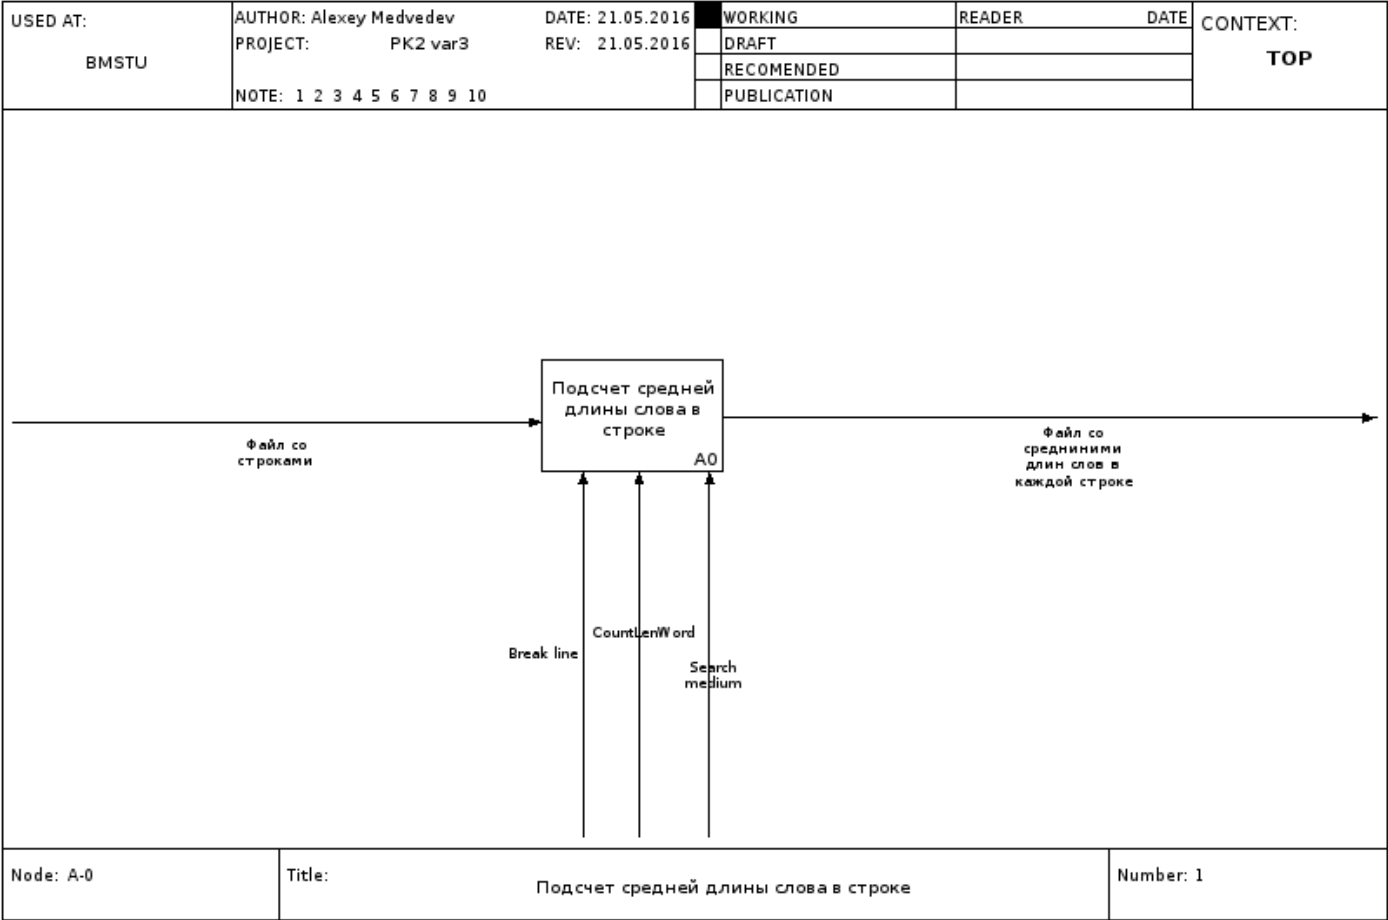 USED AT:
BMSTU
AUTHOR: Alexey Medvedev
DATE: 21.05.2016
PROJECT: PK2 var3
REV: 21.05.2016
NOTE: 1 2 3 4 5 6 7 8 9 10
WORKING
DRAFT
RECOMENDED
PUBLICATION
READER DATE
CONTEXT:
TOP
Подсчет средней
длины слова в
строке
A0
Файл со
строками
Файл со
срединими
длин слов в
каждой строке
CountLenWord
Break line
Search
medium
Node: A-0
Title:
Подсчет средней длины слова в строке
Number: 1